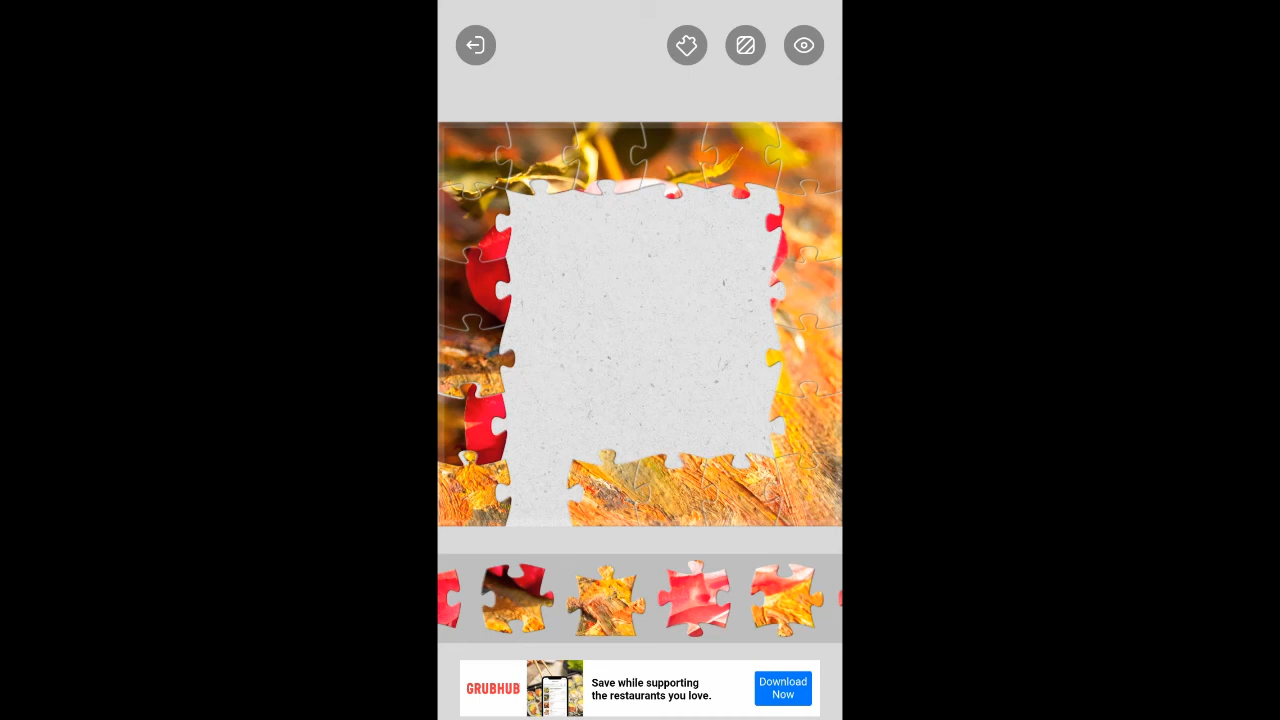 GRUBHUB
Save while supporting
the restaurants you love.
Download
Now